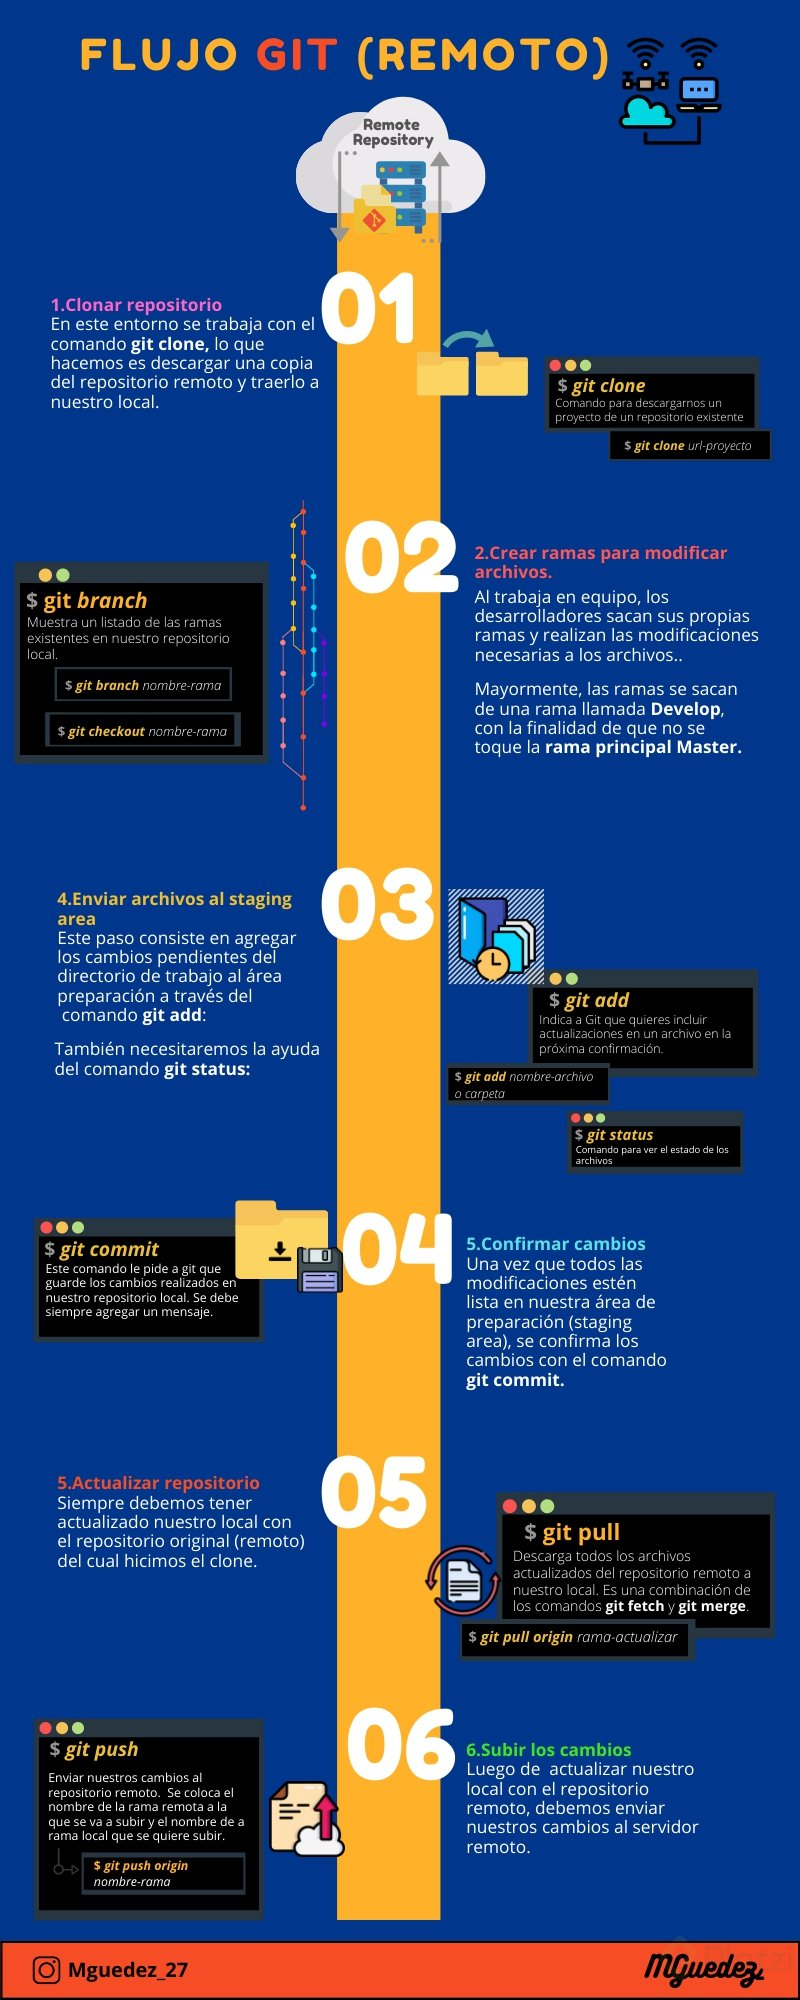 FLUJO GIT (REMOTO)
Remote
Repository
01
1.Clonar repositorio
En este entorno se trabaja con el
comando git clone, lo que
hacemos es descargar una copia
del repositorio remoto y traerlo a
nuestro local.
$ git clone
Comando para descargarnos un
proyecto de un repositorio existente
$ git clone url-proyecto
02
$ git branch
Muestra un listado de las ramas
existentes en nuestro repositorio
local.
$ git branch nombre-rama
$ git checkout nombre-rama
2.Crear ramas para modificar
archivos.
Al trabaja en equipo, los
desarrolladores sacan sus propias
ramas y realizan las modificaciones
necesarias a los archivos..
Mayormente, las ramas se sacan
de una rama llamada Develop,
con la finalidad de que no se
toque la rama principal Master.
03
4.Enviar archivos al staging
area
Este paso consiste en agregar
los cambios pendientes del
directorio de trabajo al área
preparación a través del
comando git add:
También necesitaremos la ayuda
del comando git status:
$ git add
Indica a Git que quieres incluir
actualizaciones en un archivo en la
próxima confirmación.
$ git add nombre-archivo
o carpeta
$ git status
Comando para ver el estado de los
archivos
04
$ git commit
Este comando le pide a git que
guarde los cambios realizados en
nuestro repositorio local. Se debe
siempre agregar un mensaje.
5.Confirmar cambios
Una vez que todos las
modificaciones estén
lista en nuestra área de
preparación (staging
area), se confirma los
cambios con el comando
git commit.
05
5.Actualizar repositorio
Siempre debemos tener
actualizado nuestro local con
el repositorio original (remoto)
del cual hicimos el clone.
$ git pull
Descarga todos los archivos
actualizados del repositorio remoto a
nuestro local. Es una combinación de
los comandos git fetch y git merge.
$ git pull origin rama-actualizar
06
$ git push
Enviar nuestros cambios al
repositorio remoto. Se coloca el
nombre de la rama remota a la
que se va a subir y el nombre de a
rama local que se quiere subir.
$ git push origin
nombre-rama
6.Subir los cambios
Luego de actualizar nuestro
local con el repositorio
remoto, debemos enviar
nuestros cambios al servidor
remoto.
Mguedez_27
MGuedez